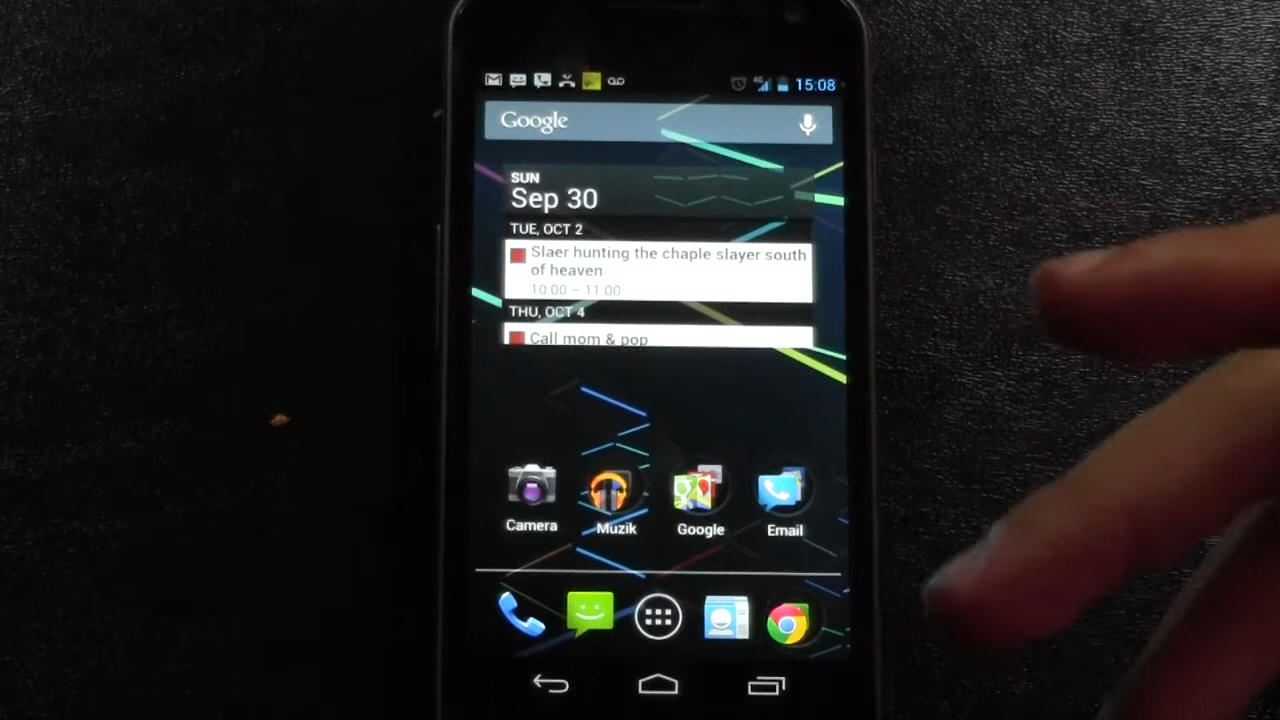 4G 15:08
Google
SUN
Sep 30
TUE, OCT 2
Slaer hunting the chaple slayer south
of heaven
10:00 – 11:00
THU, OCT 4
Call mom & pop
Camera Muzik Google Email